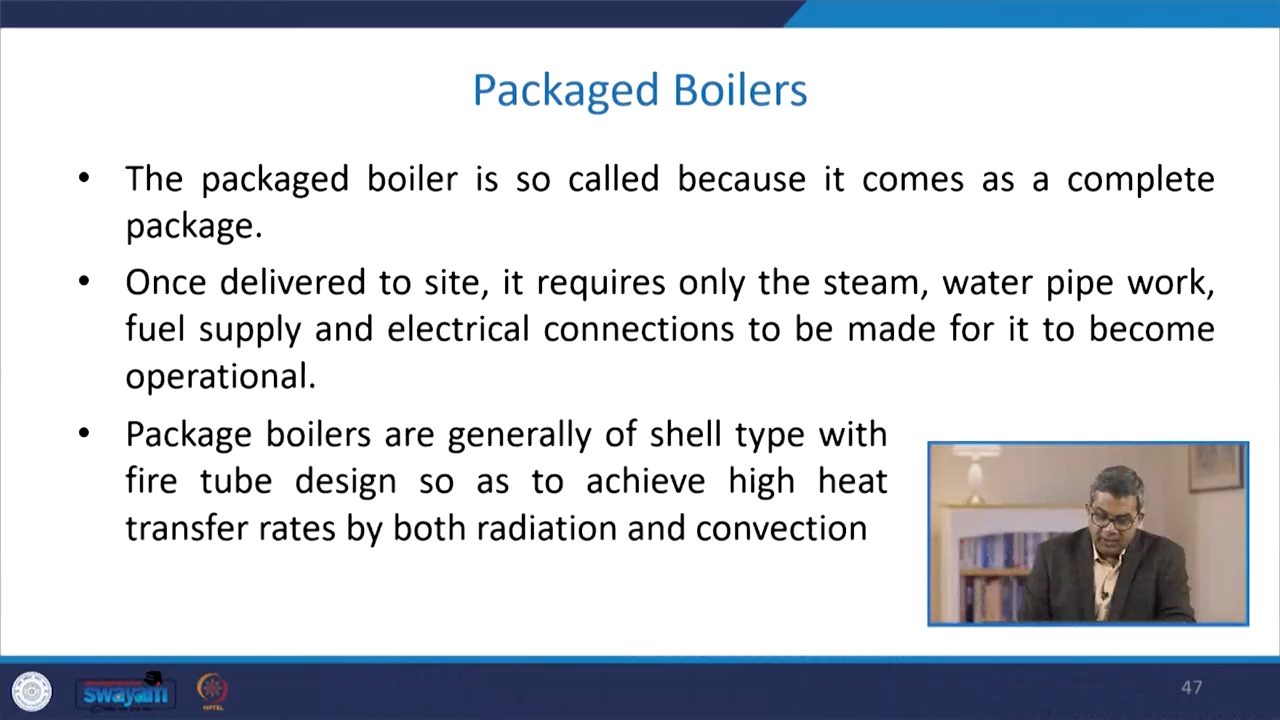 Packaged Boilers
• The packaged boiler is so called because it comes as a complete
package.
• Once delivered to site, it requires only the steam, water pipe work,
fuel supply and electrical connections to be made for it to become
operational.
• Package boilers are generally of shell type with
fire tube design so as to achieve high heat
transfer rates by both radiation and convection
swayam
NPTEL
47